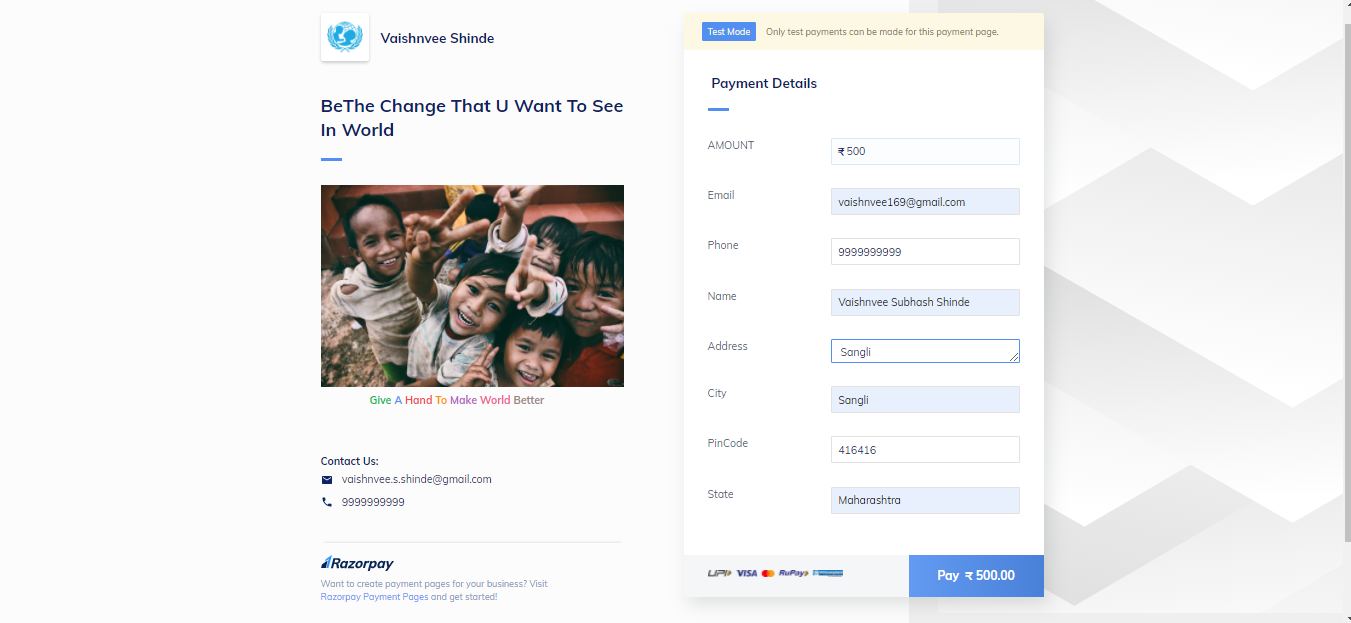 Vaishnvee Shinde
BeThe Change That U Want To See
In World
Give A Hand To Make World Better
Contact Us:
vaishnvee.s.shinde@gmail.com
9999999999
Razorpay
Want to create payment pages for your business? Visit
Razorpay Payment Pages and get started!
Test Mode Only test payments can be made for this payment page.
Payment Details
AMOUNT ₹ 500
Email vaishnvee169@gmail.com
Phone 9999999999
Name Vaishnvee Subhash Shinde
Address Sangli
City Sangli
PinCode 416416
State Maharashtra
UPI VISA RuPay
Pay ₹ 500.00